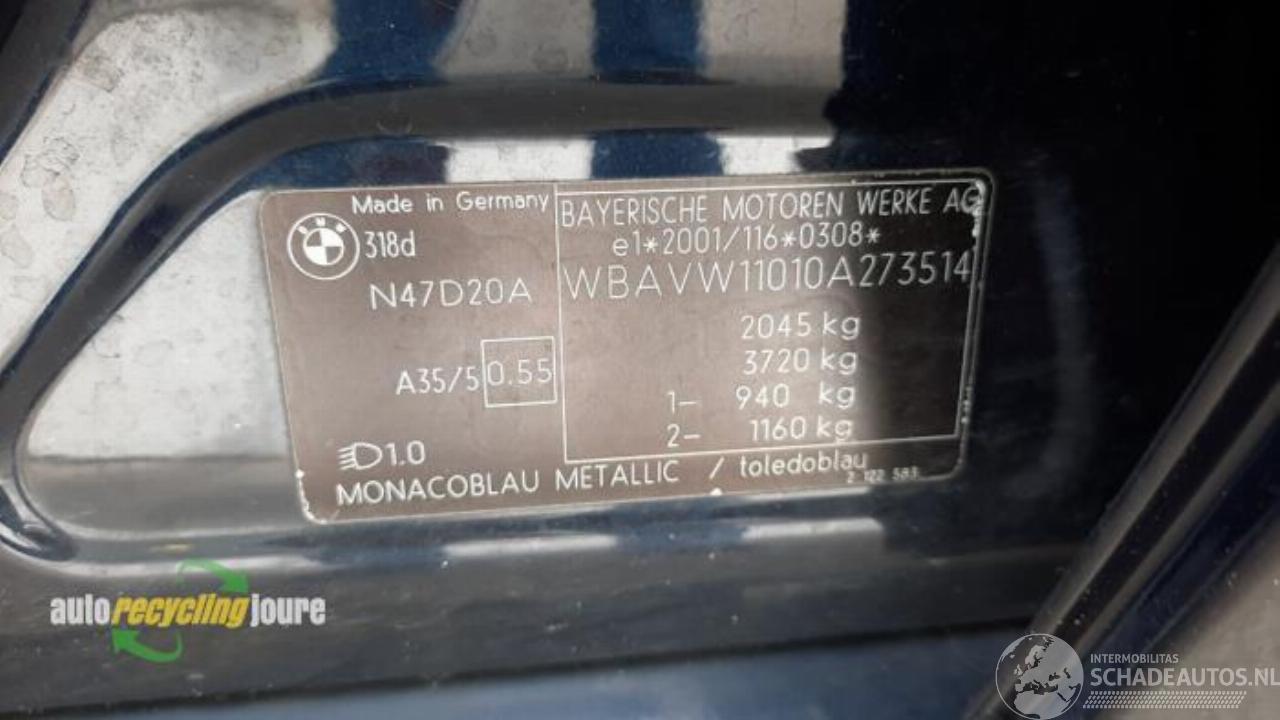 Made in Germany
BAYERISCHE MOTOREN WERKE AG
318d
e1*2001/116*0308*
N47D20A
WBAVW11010A273514
2045 kg
3720 kg
A35/5 0.55
1– 940 kg
2– 1160 kg
1.0
MONACOBLAU METALLIC / toledoblau
2 122 583
autorecycling joure
INTERMOBILITAS
SCHADEAUTOS.NL